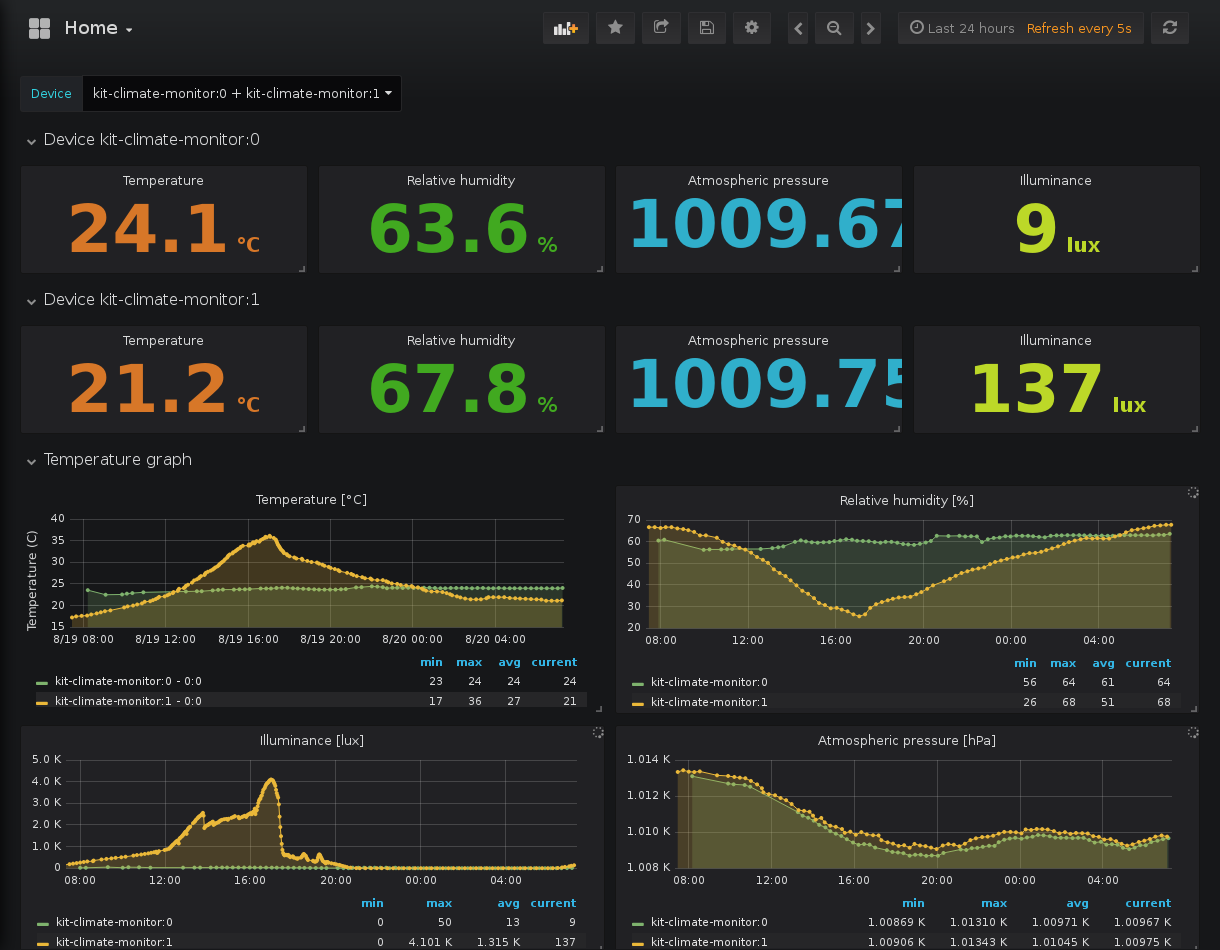 Home
Last 24 hours Refresh every 5s
Device kit-climate-monitor:0 + kit-climate-monitor:1
Device kit-climate-monitor:0
Temperature Relative humidity Atmospheric pressure Illuminance
24.1 °C 63.6 % 1009.67 9 lux
Device kit-climate-monitor:1
Temperature Relative humidity Atmospheric pressure Illuminance
21.2 °C 67.8 % 1009.75 137 lux
Temperature graph
Temperature [°C]
Temperature (C)
40
35
30
25
20
15
8/19 08:00 8/19 12:00 8/19 16:00 8/19 20:00 8/20 00:00 8/20 04:00
min max avg current
kit-climate-monitor:0 - 0:0 23 24 24 24
kit-climate-monitor:1 - 0:0 17 36 27 21
Relative humidity [%]
70
60
50
40
30
20
08:00 12:00 16:00 20:00 00:00 04:00
min max avg current
kit-climate-monitor:0 56 64 61 64
kit-climate-monitor:1 26 68 51 68
Illuminance [lux]
5.0 K
4.0 K
3.0 K
2.0 K
1.0 K
0
08:00 12:00 16:00 20:00 00:00 04:00
min max avg current
kit-climate-monitor:0 0 50 13 9
kit-climate-monitor:1 0 4.101 K 1.315 K 137
Atmospheric pressure [hPa]
1.014 K
1.012 K
1.010 K
1.008 K
08:00 12:00 16:00 20:00 00:00 04:00
min max avg current
kit-climate-monitor:0 1.00869 K 1.01310 K 1.00971 K 1.00967 K
kit-climate-monitor:1 1.00906 K 1.01343 K 1.01045 K 1.00975 K